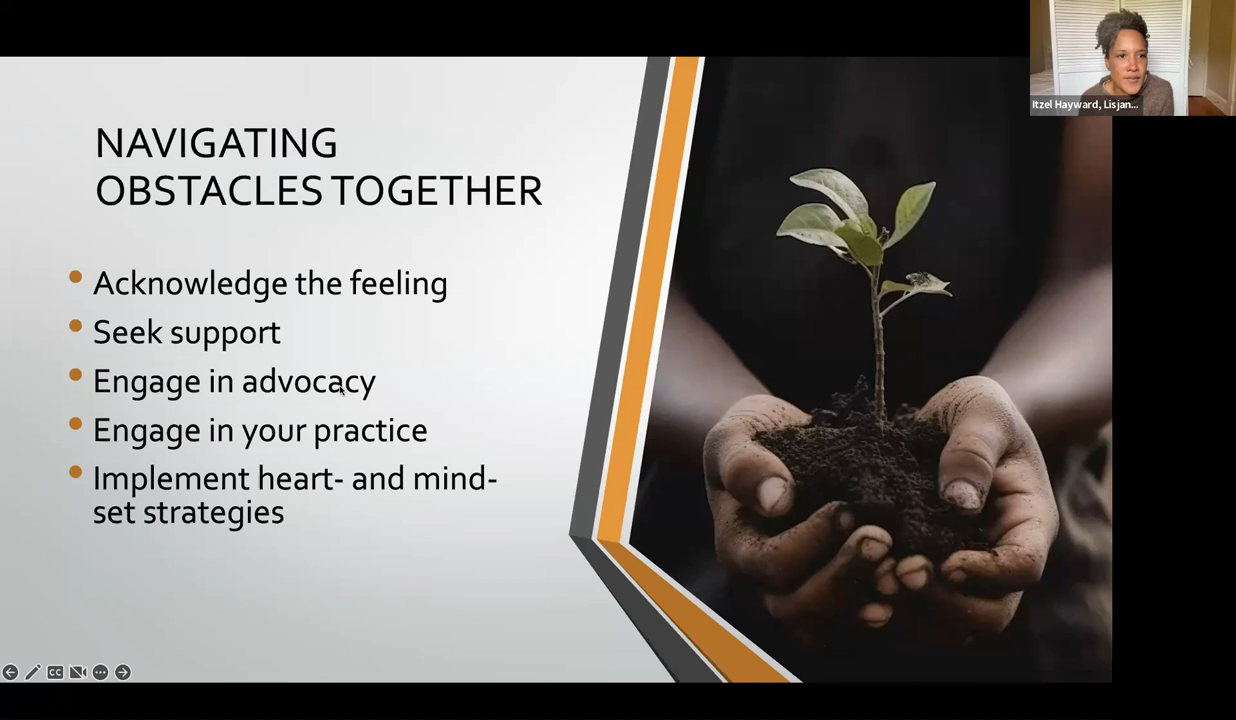 NAVIGATING
OBSTACLES TOGETHER
Acknowledge the feeling
Seek support
Engage in advocacy
Engage in your practice
Implement heart- and mind-
set strategies
Itzel Hayward, Lisjan...
CC